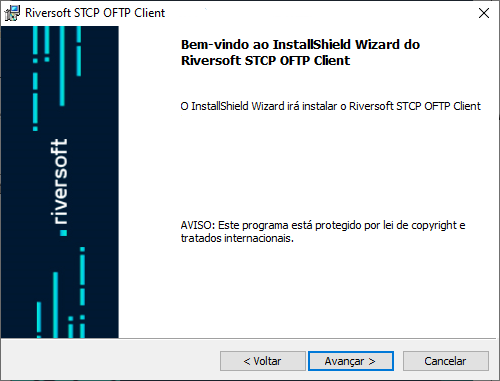 Riversoft STCP OFTP Client
Bem-vindo ao InstallShield Wizard do
Riversoft STCP OFTP Client
O InstallShield Wizard irá instalar o Riversoft STCP OFTP Client
riversoft
AVISO: Este programa está protegido por lei de copyright e
tratados internacionais.
< Voltar
Avançar >
Cancelar